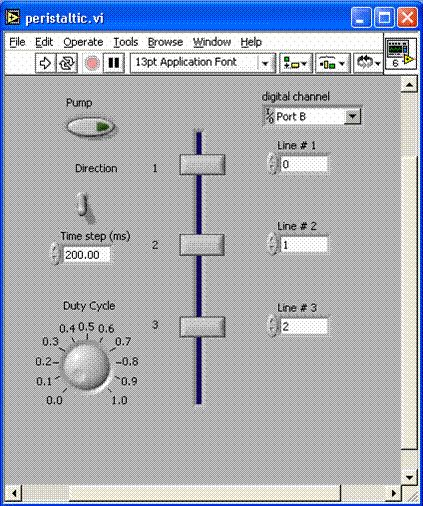 peristaltic.vi
File Edit Operate Tools Browse Window Help
13pt Application Font
6
Pump
digital channel
Port B
Direction
1
Line # 1
0
Time step (ms)
200.00
2
Line # 2
1
Duty Cycle
0.0 0.1 0.2 0.3 0.4 0.5 0.6 0.7 0.8 0.9 1.0
3
Line # 3
2